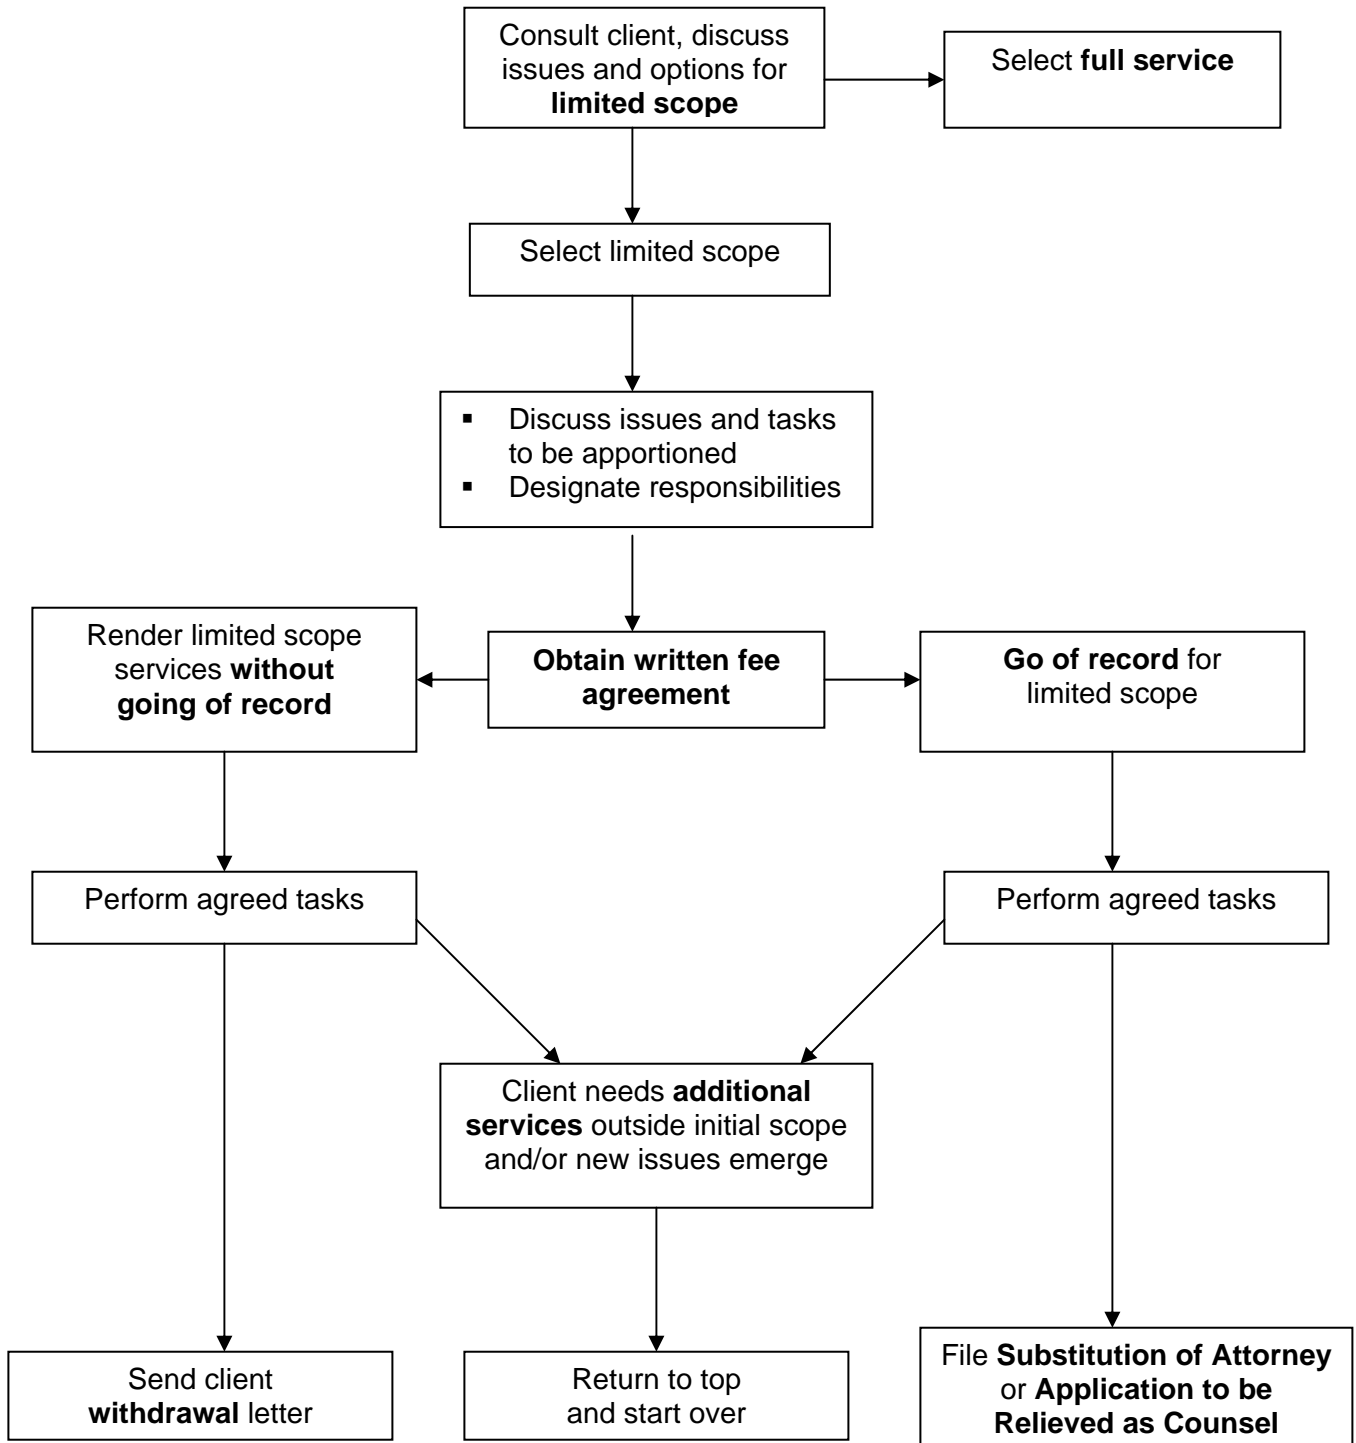 Consult client, discuss
issues and options for
limited scope
Select full service
Select limited scope
▪ Discuss issues and tasks
to be apportioned
▪ Designate responsibilities
Render limited scope
services without
going of record
Obtain written fee
agreement
Go of record for
limited scope
Perform agreed tasks
Perform agreed tasks
Client needs additional
services outside initial scope
and/or new issues emerge
Send client
withdrawal letter
Return to top
and start over
File Substitution of Attorney
or Application to be
Relieved as Counsel